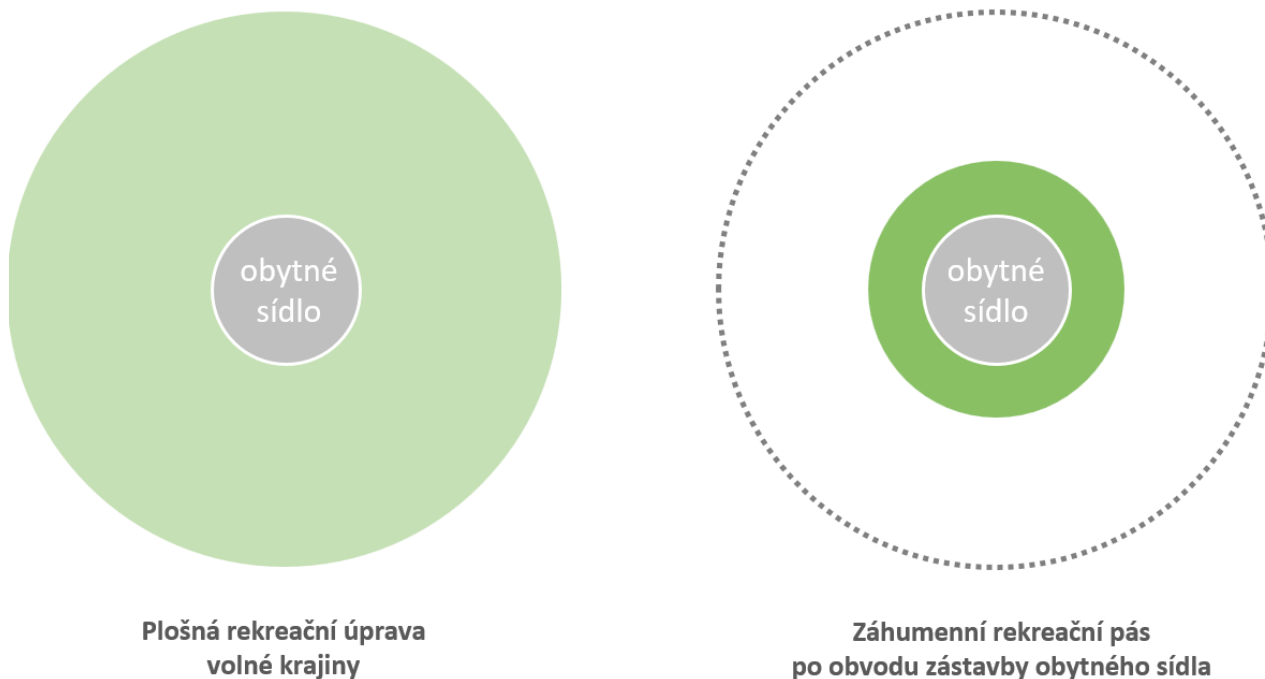 obytné
sídlo
Plošná rekreační úprava
volné krajiny
obytné
sídlo
Záhumenní rekreační pás
po obvodu zástavby obytného sídla